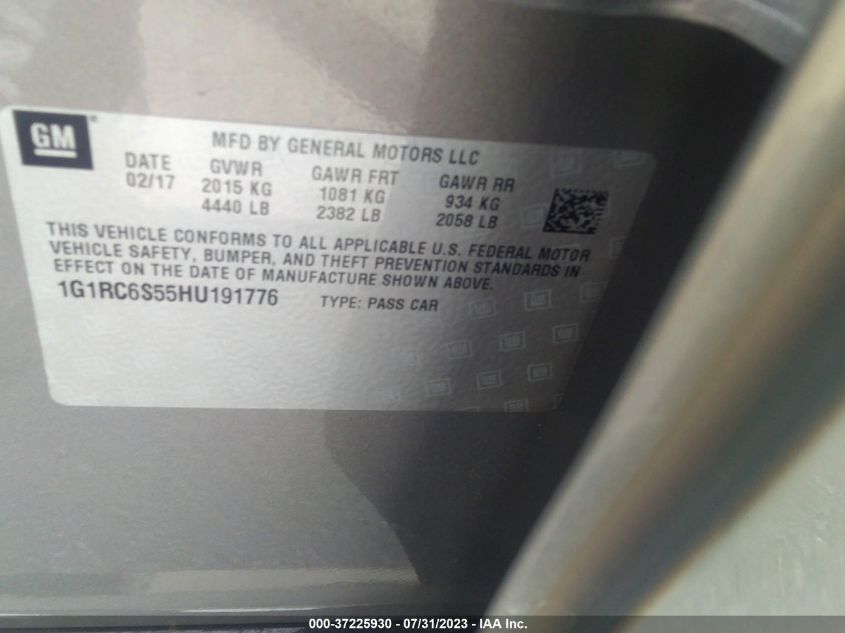 GM
MFD BY GENERAL MOTORS LLC
DATE GVWR GAWR FRT GAWR RR
02/17 2015 KG 1081 KG 934 KG
4440 LB 2382 LB 2058 LB
THIS VEHICLE CONFORMS TO ALL APPLICABLE U.S. FEDERAL MOTOR
VEHICLE SAFETY, BUMPER, AND THEFT PREVENTION STANDARDS IN
EFFECT ON THE DATE OF MANUFACTURE SHOWN ABOVE.
1G1RC6S55HU191776 TYPE: PASS CAR
000-37225930 - 07/31/2023 - IAA Inc.